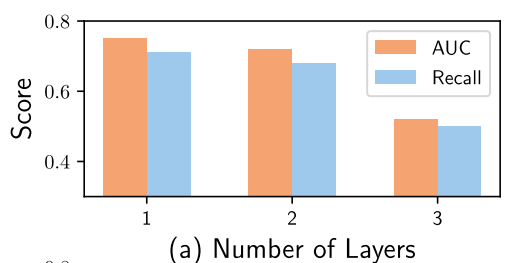 0.8
0.6
0.4
Score
AUC
Recall
1 2 3
(a) Number of Layers